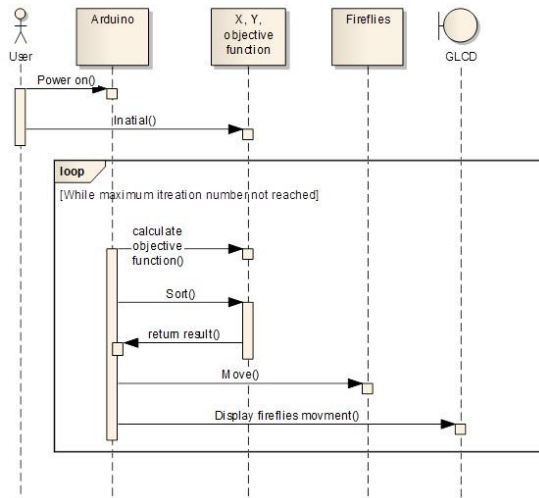 Arduino
X, Y,
objective
function
Fireflies
User
GLCD
Power on()
Inatial()
loop
[While maximum itreation number not reached]
calculate
objective
function()
Sort()
return result()
Move()
Display fireflies movment()